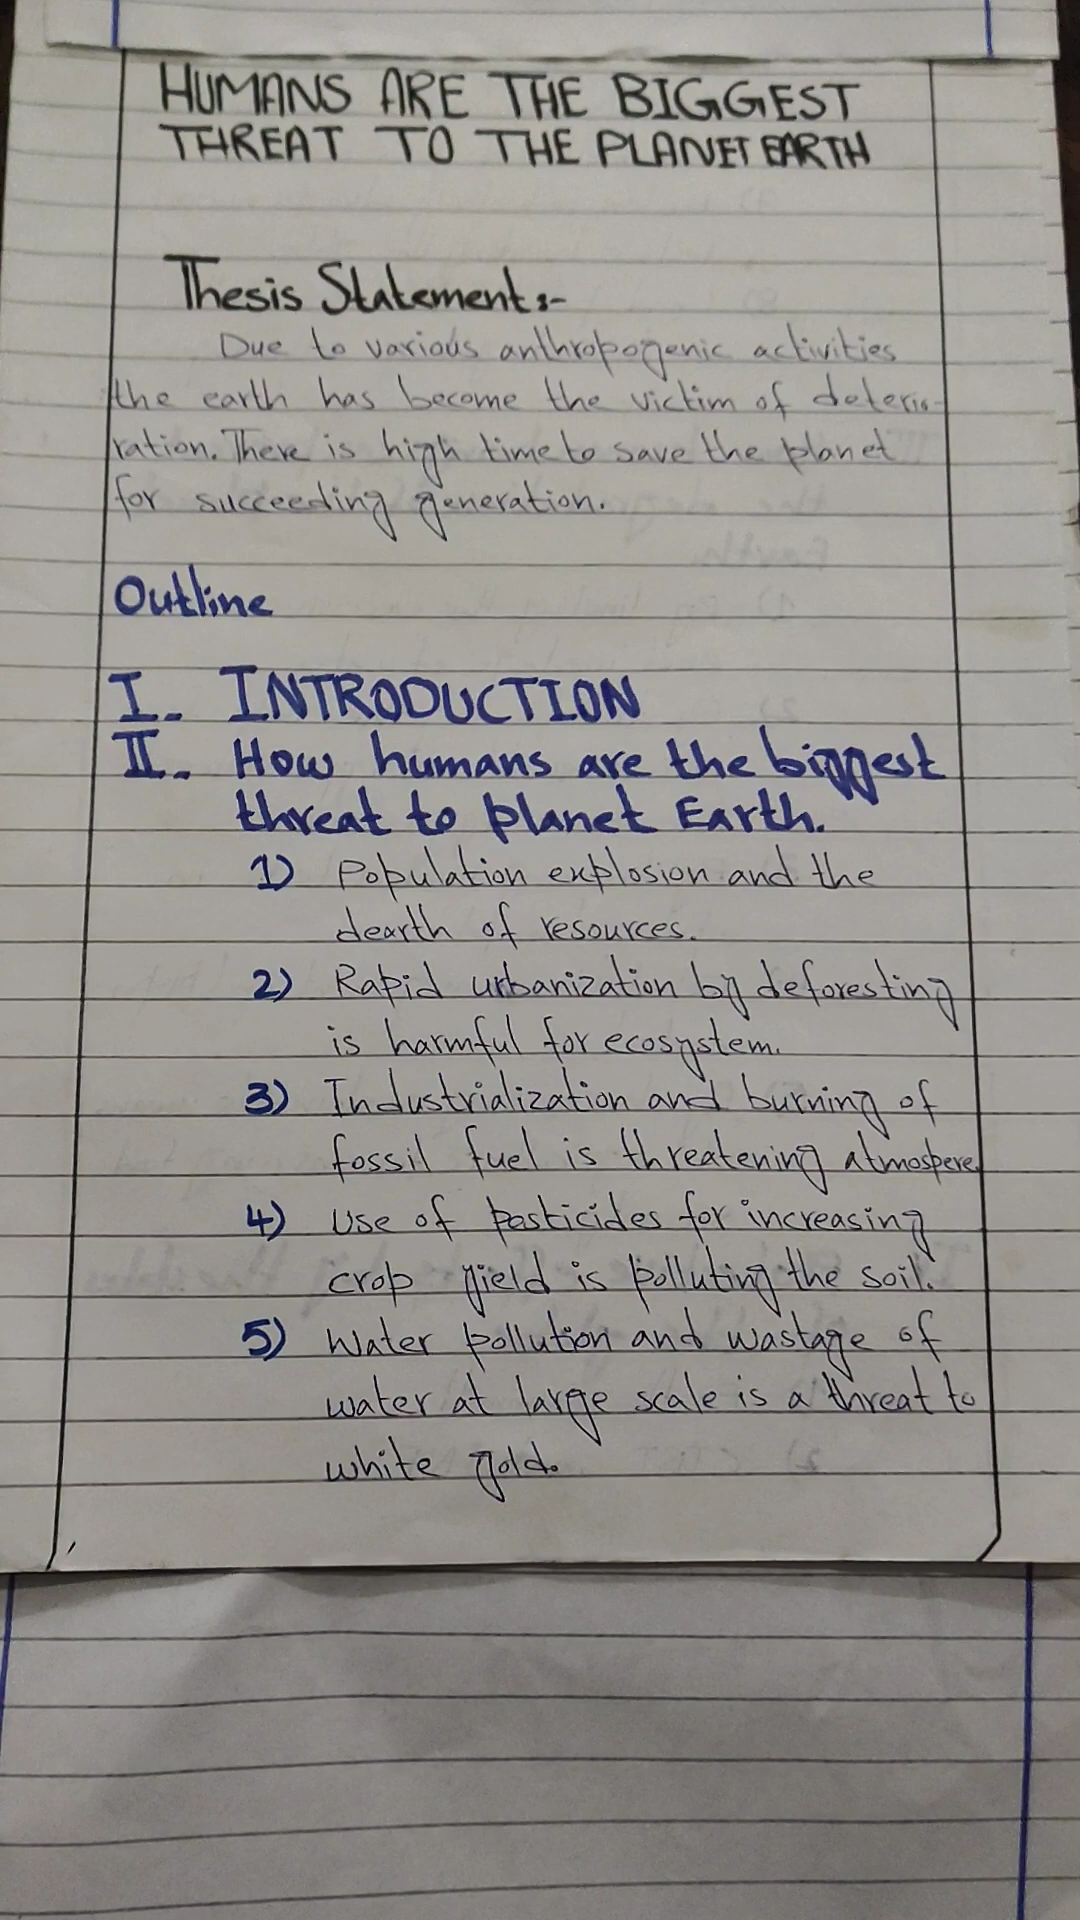 HUMANS ARE THE BIGGEST
THREAT TO THE PLANET EARTH
Thesis Statement:-
Due to various anthropogenic activities
the earth has become the victim of deterio-
ration. There is high time to save the planet
for succeeding generation.
Outline
I. INTRODUCTION
II. How humans are the biggest
threat to planet Earth.
1) Population explosion and the
dearth of resources.
2) Rapid urbanization by deforesting
is harmful for ecosystem.
3) Industrialization and burning of
fossil fuel is threatening atmospere
4) Use of pesticides for increasing
crop yield is polluting the soil.
5) Water pollution and wastage of
water at large scale is a threat to
white gold.